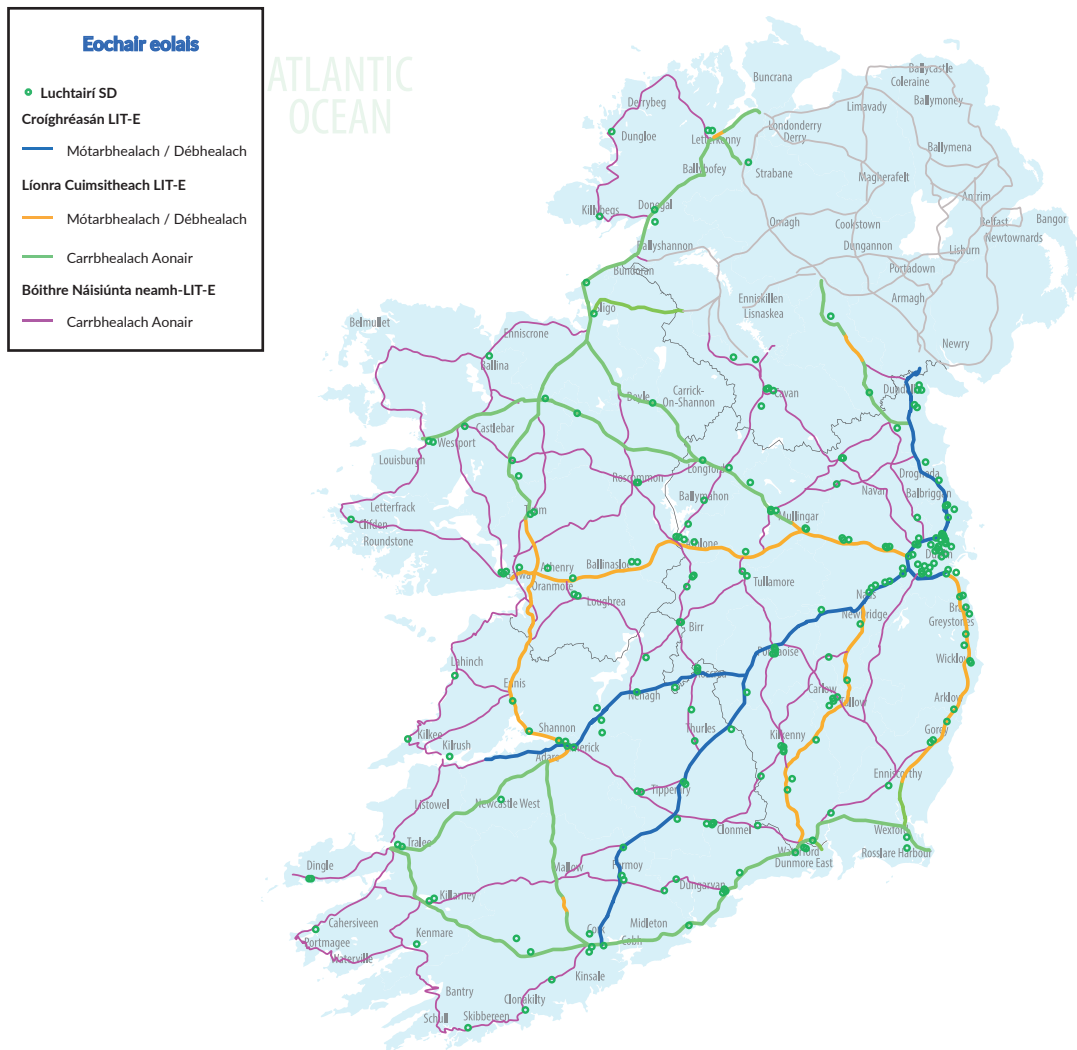 Eochair eolais
Luchtairí SD
Croíghréasán LIT-E
Mótarbhealach / Débhealach
Líonra Cuimsitheach LIT-E
Mótarbhealach / Débhealach
Carrbhealach Aonair
Bóithre Náisiúnta neamh-LIT-E
Carrbhealach Aonair
ATLANTIC
OCEAN
Buncrana
Ballycastle
Coleraine
Limavady
Ballymoney
Derrybeg
Dungloe
Letterkenny
Londonderry
Derry
Ballymena
Ballybofey
Strabane
Magherafelt
Antrim
Killybegs
Donegal
Omagh
Cookstown
Belfast
Bangor
Newtownards
Ballyshannon
Dungannon
Lisburn
Bundoran
Portadown
Enniskillen
Lisnaskea
Armagh
Sligo
Belmullet
Enniscrone
Newry
Ballina
Boyle
Carrick-
On-Shannon
Cavan
Dundalk
Castlebar
Westport
Louisburgh
Longford
Drogheda
Roscommon
Navan
Balbriggan
Ballymahon
Letterfrack
Clifden
Roundstone
Tuam
Mullingar
Athlone
Dublin
Athenry
Ballinasloe
Galway
Oranmore
Tullamore
Loughrea
Naas
Newbridge
Bray
Greystones
Birr
Portlaoise
Wicklow
Lahinch
Roscrea
Ennis
Nenagh
Carlow
Tullow
Arklow
Shannon
Thurles
Kilkenny
Gorey
Kilkee
Kilrush
Limerick
Adare
Enniscorthy
Listowel
Newcastle West
Tipperary
Clonmel
Wexford
Tralee
Waterford
Dunmore East
Rosslare Harbour
Dingle
Mallow
Fermoy
Dungarvan
Killarney
Cahersiveen
Portmagee
Waterville
Kenmare
Midleton
Cork
Cobh
Kinsale
Bantry
Clonakilty
Schull
Skibbereen